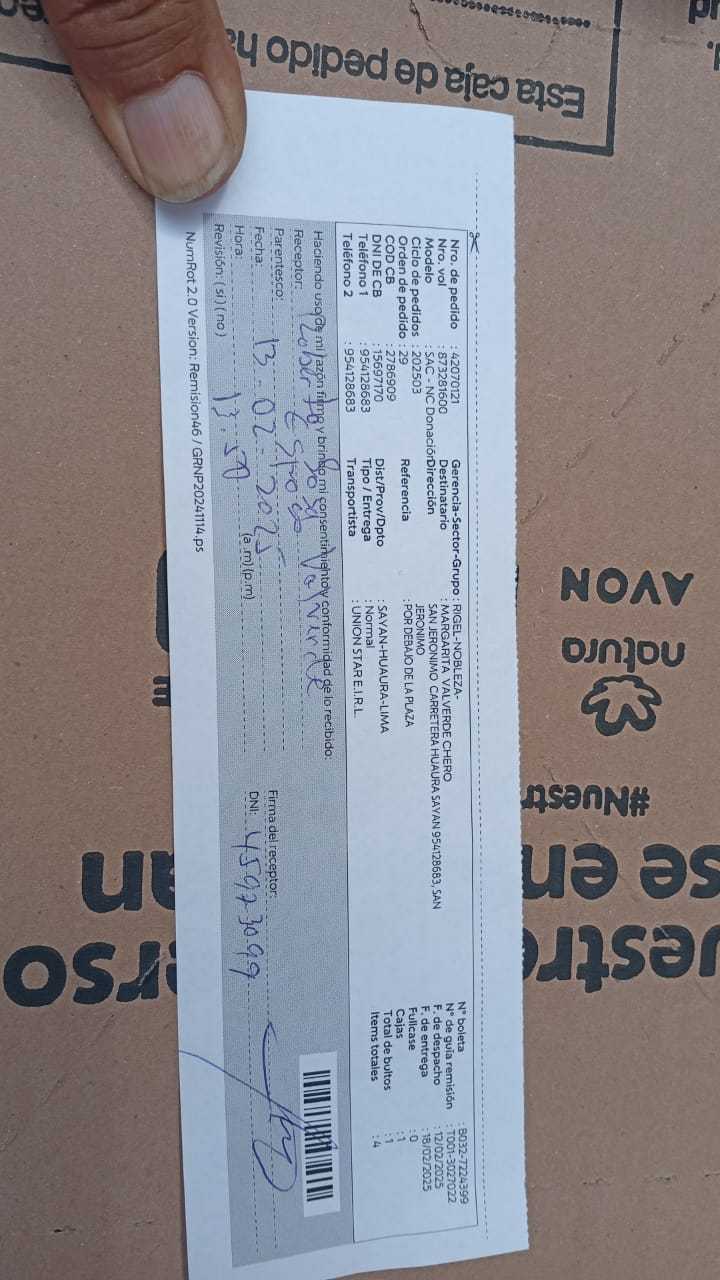 Nro. de pedido : 42070121
Nro. vol : 873281600
Modelo : SAC - NC Donación
Ciclo de pedidos : 202503
Orden de pedido : 29
COD CB : 2786909
DNI DE CB : 15697170
Teléfono 1 : 954128683
Teléfono 2 : 954128683
Gerencia-Sector-Grupo : RIGEL-NOBLEZA-
Destinatario : MARGARITA VALVERDE CHERO
Dirección SAN JERONIMO CARRETERA HUAURA SAYAN 954128683, SAN
JERONIMO
Referencia : POR DEBAJO DE LA PLAZA
Dist/Prov/Dpto : SAYAN-HUAURA-LIMA
Tipo / Entrega : Normal
Transportista : UNION STAR E.I.R.L.
N° boleta : B032-7224399
N° de guía remisión : T001-3027022
F. de despacho : 12/02/2025
F. de entrega : 18/02/2025
Fullcase : 0
Cajas : 1
Total de bultos : 1
Items totales : 4
Haciendo uso de mi razón firmo y brindo mi consentimiento y conformidad de lo recibido:
Receptor: Roberto Sosa Valverde
Parentesco: Esposo
Fecha: 13-02-2025
Hora: 13:50 (a.m)(p.m)
Revisión: (si)(no)
Firma del receptor:
DNI: 45973099
NumRot 2.0 Version: Remision46 / GRNP20241114.ps
Esta caja de pedido ha
AVON
natura
#Nuestr
se en
uestro
erso